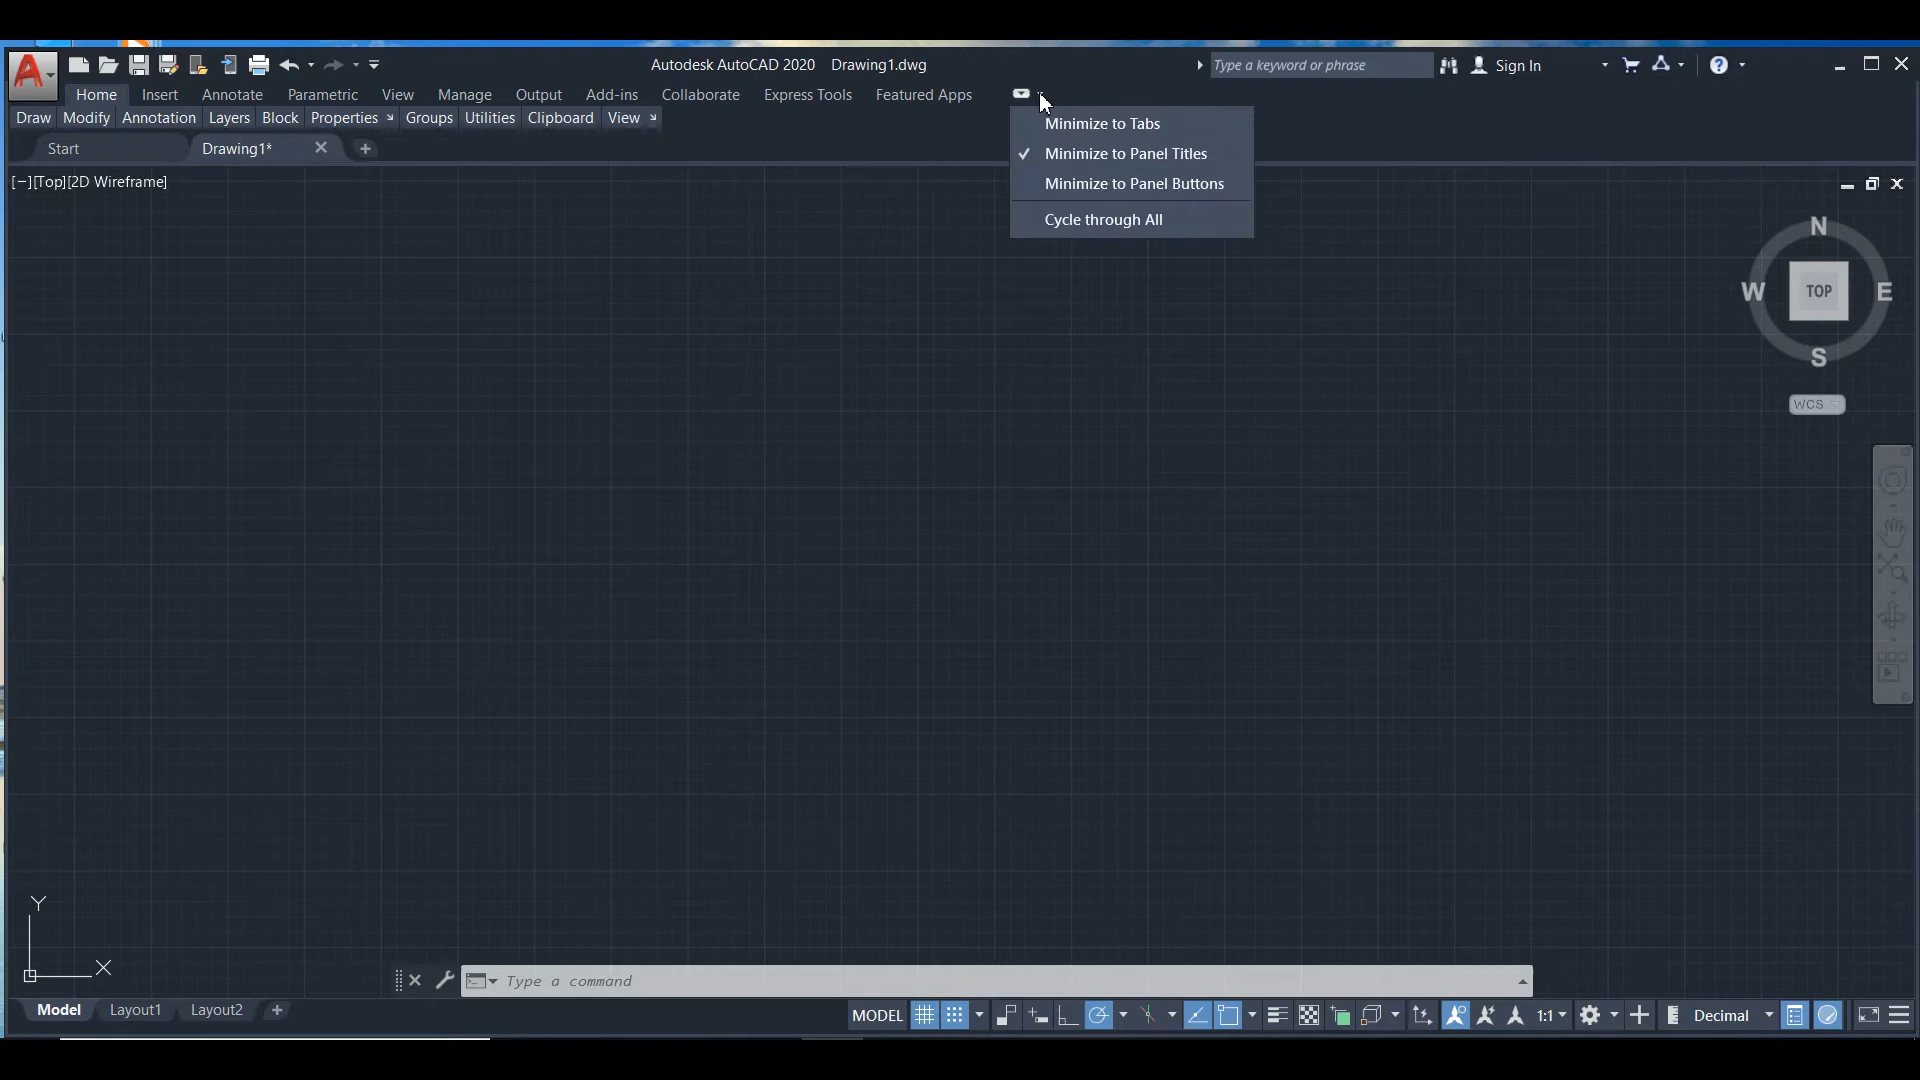 Autodesk AutoCAD 2020 Drawing1.dwg Type a keyword or phrase Sign In
Home Insert Annotate Parametric View Manage Output Add-ins Collaborate Express Tools Featured Apps
Draw Modify Annotation Layers Block Properties Groups Utilities Clipboard View
Minimize to Tabs
Minimize to Panel Titles
Minimize to Panel Buttons
Cycle through All
Start Drawing1*
[−][Top][2D Wireframe]
N
W TOP E
S
WCS
Y
X
Type a command
Model Layout1 Layout2
MODEL 1:1 Decimal